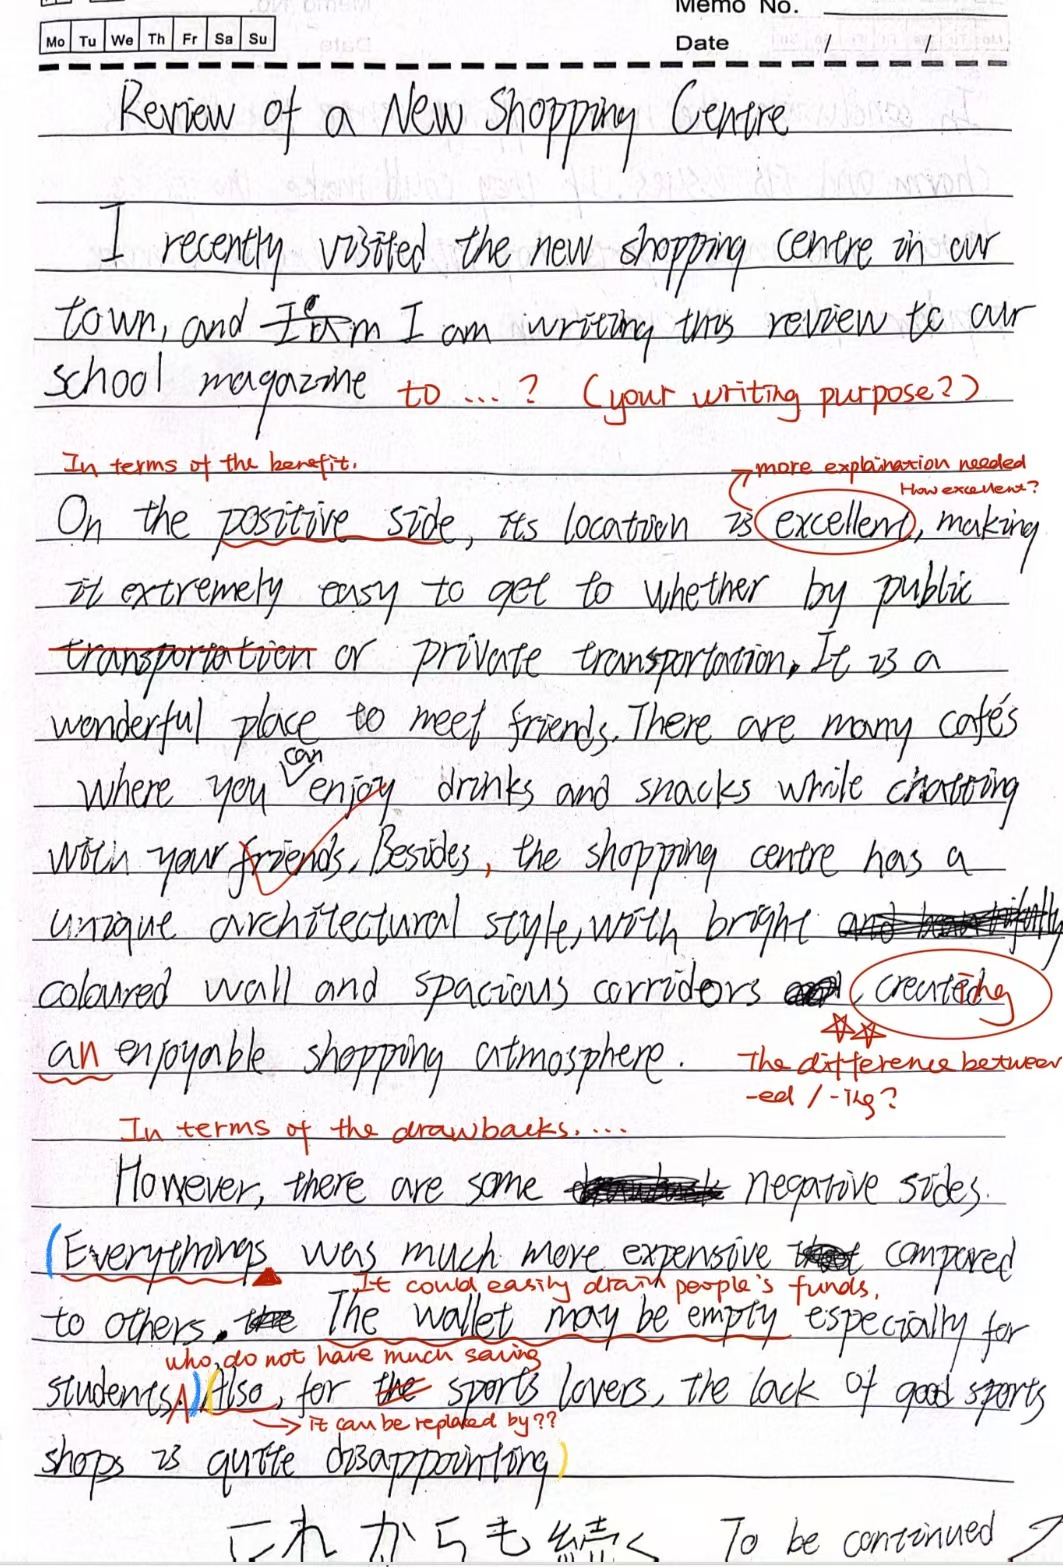 Memo No.
Mo Tu We Th Fr Sa Su
Date / /
Review of a New Shopping Centre
I recently visited the new shopping centre in our
town, and I am I am writing this review to our
school magazine to ...? (your writing purpose?)
In terms of the benefit.
more explaination needed
How excellent?
On the positive side, its location is excellent, making
it extremely easy to get to whether by public
transportation or private transportation. It is a
wonderful place to meet friends. There are many cafés
can
where you enjoy drinks and snacks while chatting
with your friends. Besides, the shopping centre has a
unique architectural style, with bright and
coloured wall and spacious corridors, creating
an enjoyable shopping atmosphere.
The difference between
-ed / -ing?
In terms of the drawbacks....
However, there are some negative sides.
(Everythings was much more expensive compared
It could easily drain people's funds.
to others. the The wallet may be empty especially for
who do not have much saving
students.) (Also, for the sports lovers, the lack of good sports
it can be replaced by??
shops is quite disappointing)
これからも続く To be continued